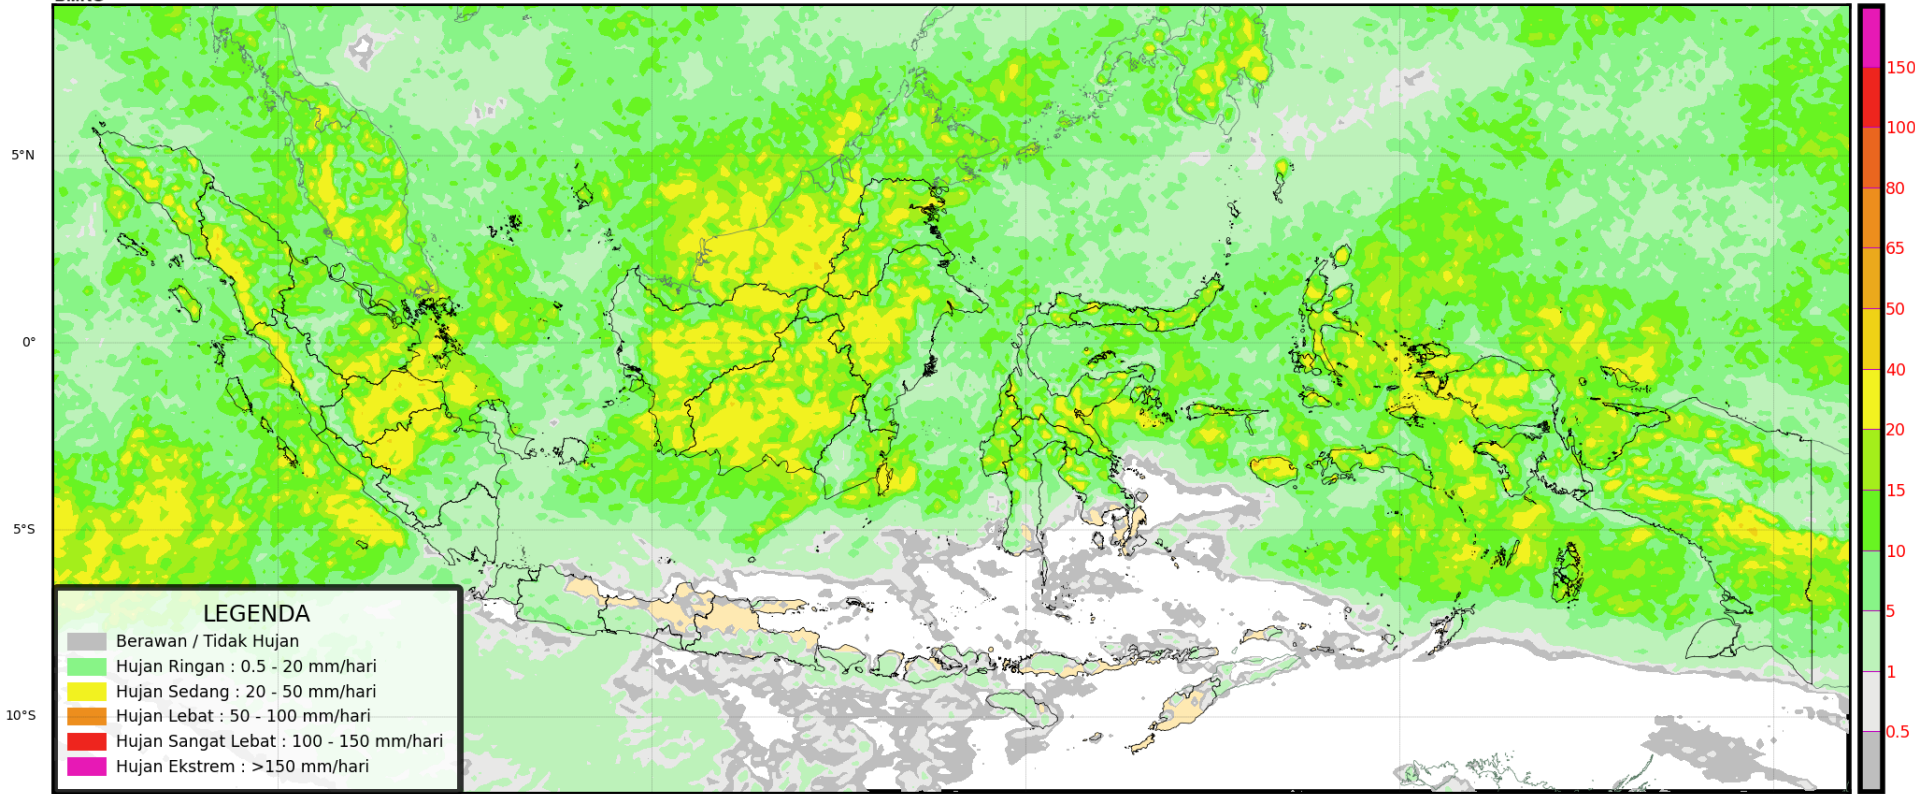 5°N
0°
5°S
10°S
LEGENDA
Berawan / Tidak Hujan
Hujan Ringan : 0.5 - 20 mm/hari
Hujan Sedang : 20 - 50 mm/hari
Hujan Lebat : 50 - 100 mm/hari
Hujan Sangat Lebat : 100 - 150 mm/hari
Hujan Ekstrem : >150 mm/hari
150
100
80
65
50
40
20
15
10
5
1
0.5